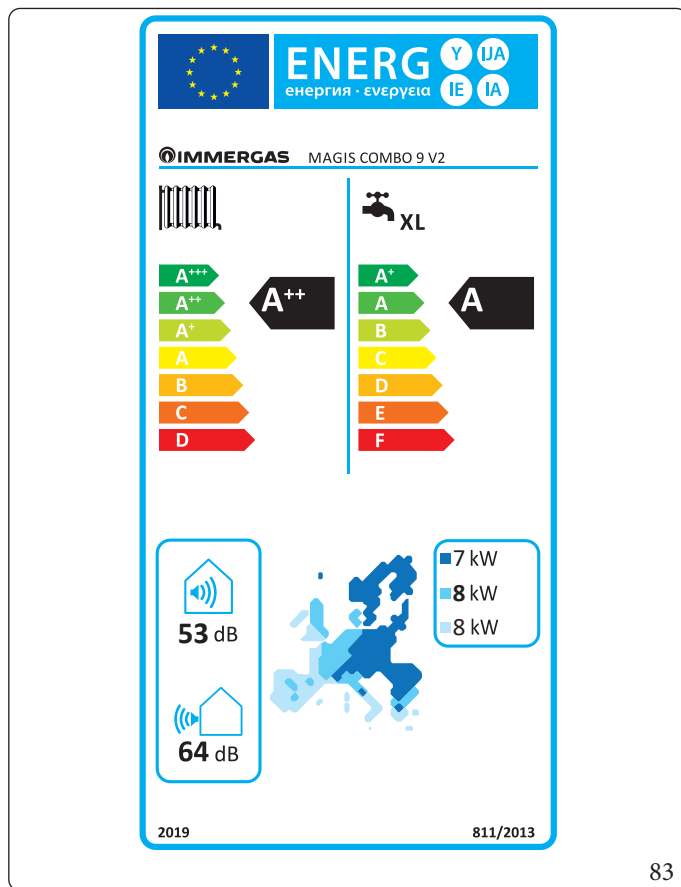 ENERG Y IJA
енергия · ενεργεια IE IA
IMMERGAS MAGIS COMBO 9 V2
XL
A+++
A++
A+
A
B
C
D
A++
A+
A
B
C
D
E
F
A
53 dB
64 dB
7 kW
8 kW
8 kW
2019 811/2013
83